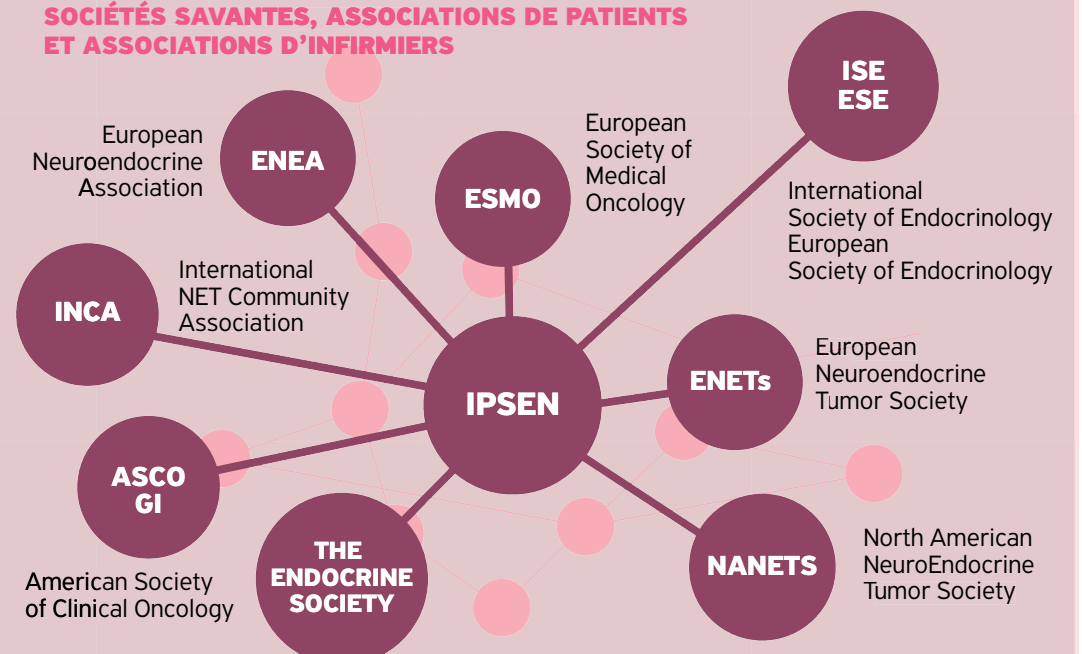 SOCIÉTÉS SAVANTES, ASSOCIATIONS DE PATIENTS
ET ASSOCIATIONS D'INFIRMIERS
ISE
ESE
European
Neuroendocrine
Association
ENEA
ESMO
European
Society of
Medical
Oncology
International
Society of Endocrinology
European
Society of Endocrinology
INCA
International
NET Community
Association
IPSEN
ENETs
European
Neuroendocrine
Tumor Society
ASCO
GI
American Society
of Clinical Oncology
THE
ENDOCRINE
SOCIETY
NANETS
North American
NeuroEndocrine
Tumor Society